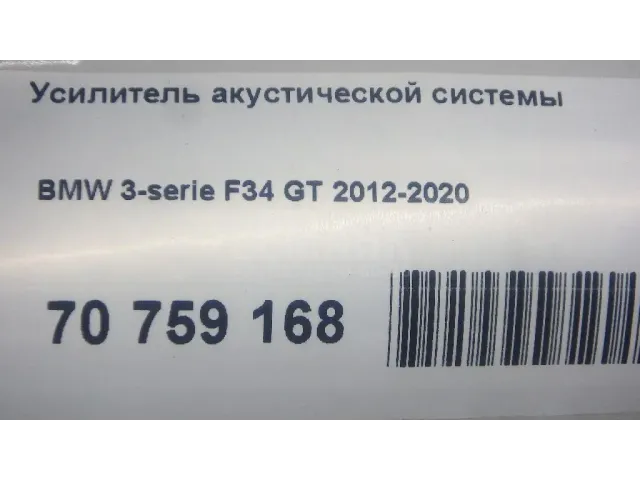 Усилитель акустической системы
BMW 3-serie F34 GT 2012-2020
70 759 168